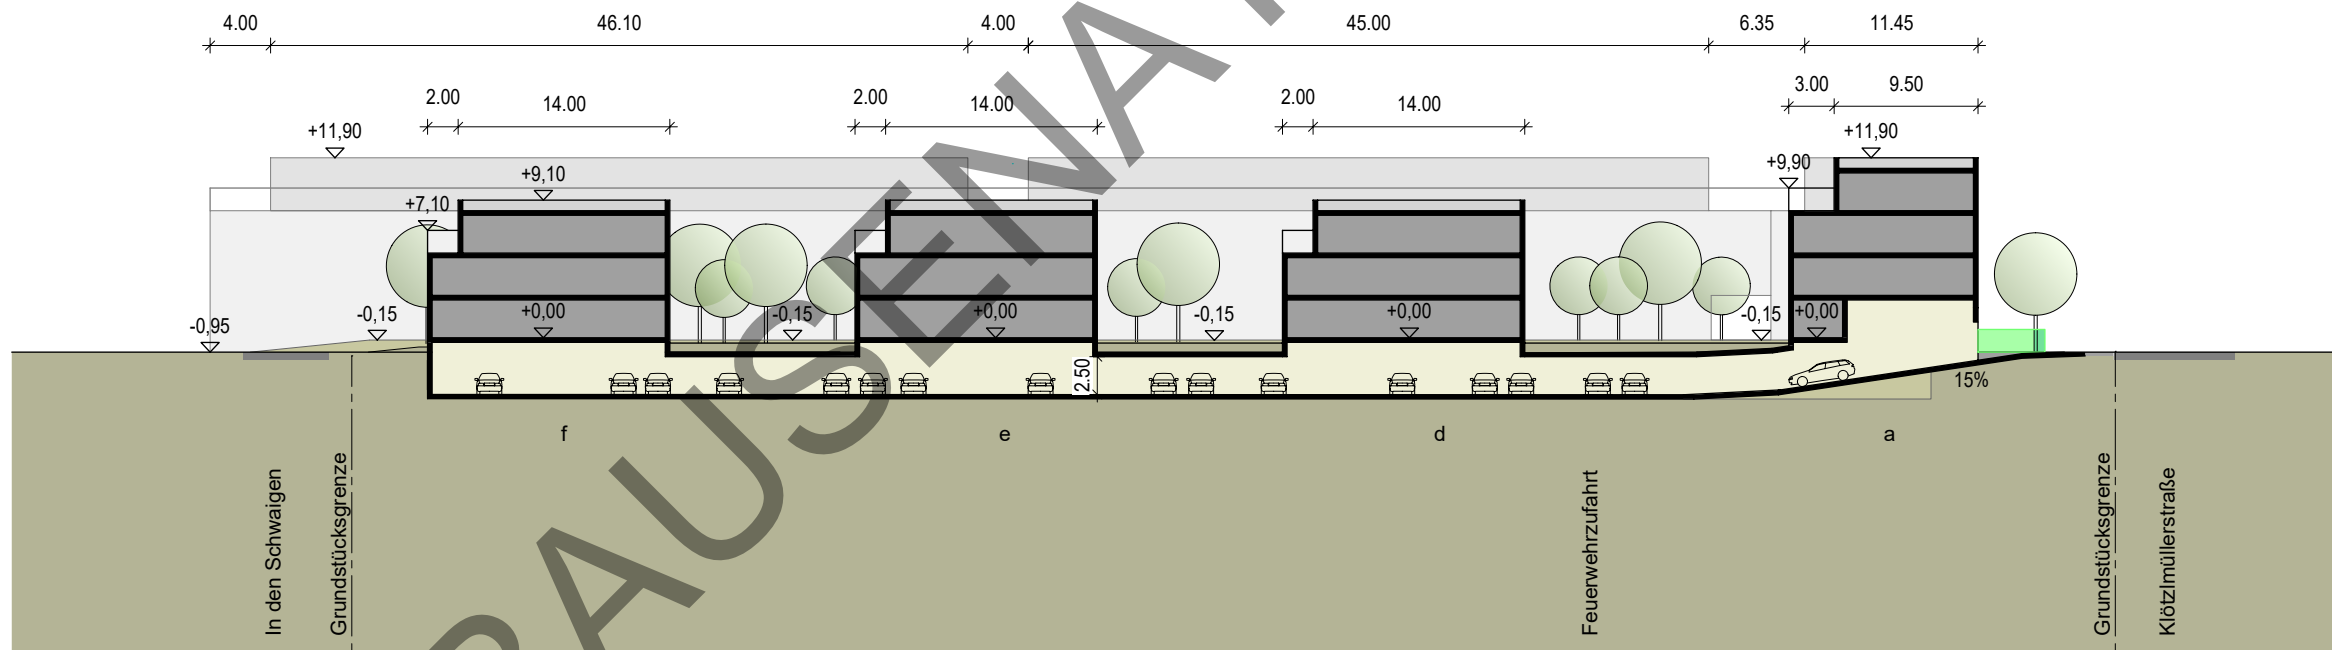 4.00 46.10 4.00 45.00 6.35 11.45
2.00 14.00 2.00 14.00 2.00 14.00 3.00 9.50
+11,90 +11,90
+9,10 +9,90
+7,10
-0,95 -0,15 +0,00 -0,15 +0,00 -0,15 +0,00 -0,15 +0,00
2.50
15%
f e d a
In den Schwaigen
Grundstücksgrenze
Feuerwehrzufahrt
Grundstücksgrenze
Klötzlmüllerstraße